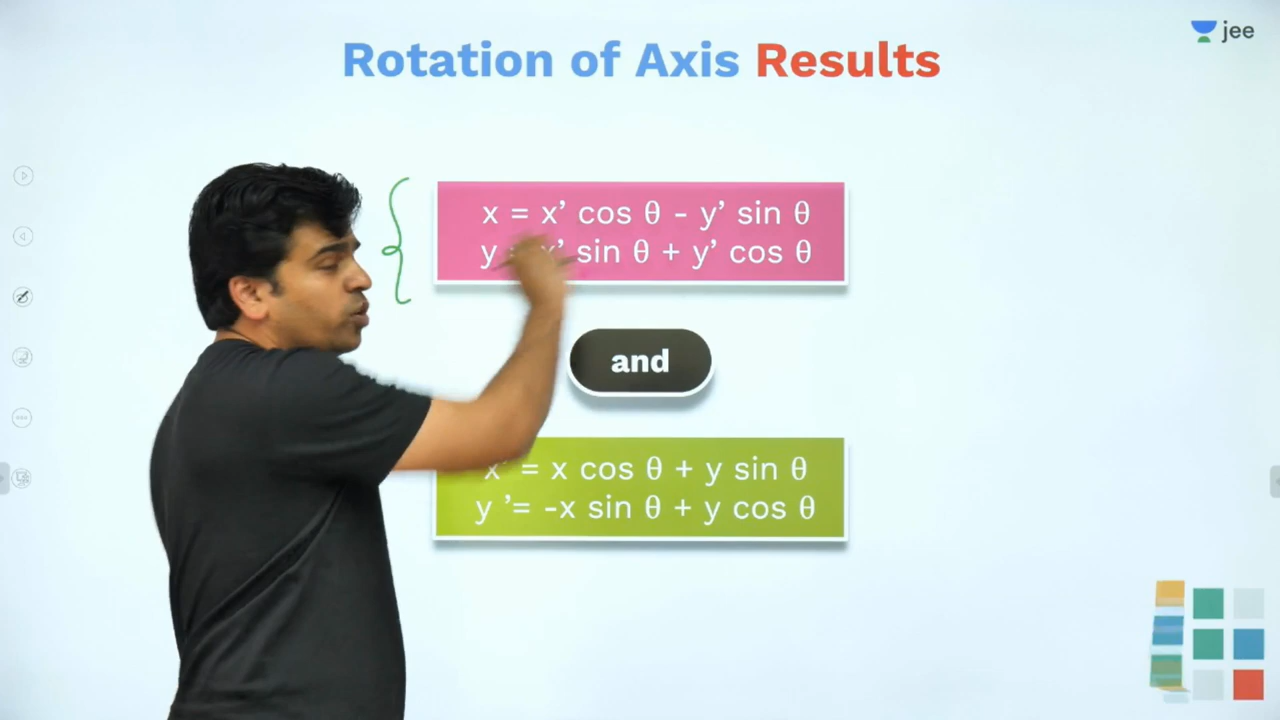 jee
Rotation of Axis Results
x = x’ cos θ - y’ sin θ
y = x’ sin θ + y’ cos θ
and
x’ = x cos θ + y sin θ
y ’= -x sin θ + y cos θ